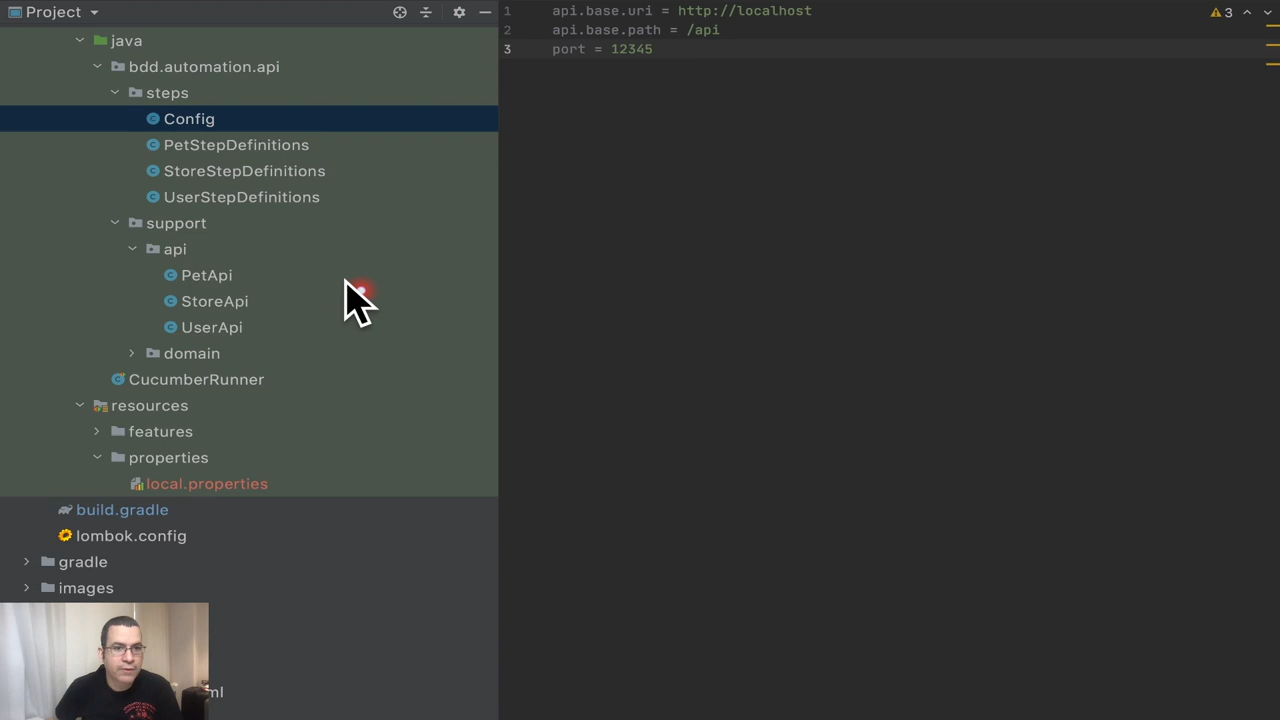 Project
java
bdd.automation.api
steps
Config
PetStepDefinitions
StoreStepDefinitions
UserStepDefinitions
support
api
PetApi
StoreApi
UserApi
domain
CucumberRunner
resources
features
properties
local.properties
build.gradle
lombok.config
gradle
images
ml
1 api.base.uri = http://localhost
2 api.base.path = /api
3 port = 12345
3